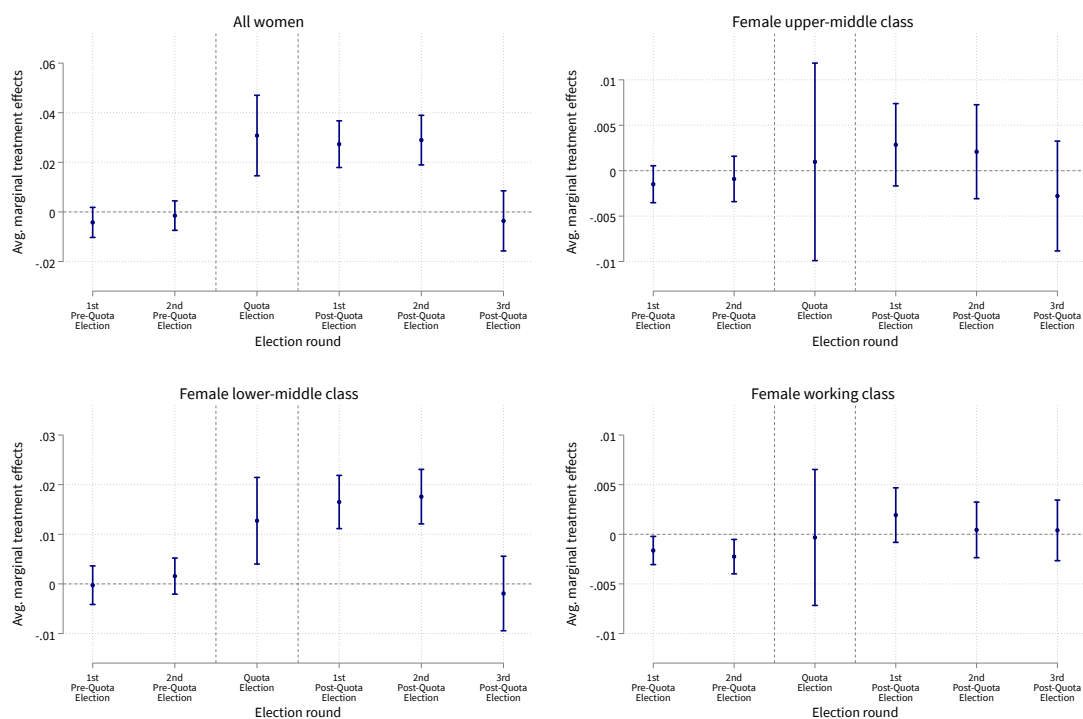 All women
Avg. marginal treatment effects
.06
.04
.02
0
-.02
1st
Pre-Quota
Election
2nd
Pre-Quota
Election
Quota
Election
1st
Post-Quota
Election
2nd
Post-Quota
Election
3rd
Post-Quota
Election
Election round
Female upper-middle class
Avg. marginal treatment effects
.01
.005
0
-.005
-.01
1st
Pre-Quota
Election
2nd
Pre-Quota
Election
Quota
Election
1st
Post-Quota
Election
2nd
Post-Quota
Election
3rd
Post-Quota
Election
Election round
Female lower-middle class
Avg. marginal treatment effects
.03
.02
.01
0
-.01
1st
Pre-Quota
Election
2nd
Pre-Quota
Election
Quota
Election
1st
Post-Quota
Election
2nd
Post-Quota
Election
3rd
Post-Quota
Election
Election round
Female working class
Avg. marginal treatment effects
.01
.005
0
-.005
-.01
1st
Pre-Quota
Election
2nd
Pre-Quota
Election
Quota
Election
1st
Post-Quota
Election
2nd
Post-Quota
Election
3rd
Post-Quota
Election
Election round